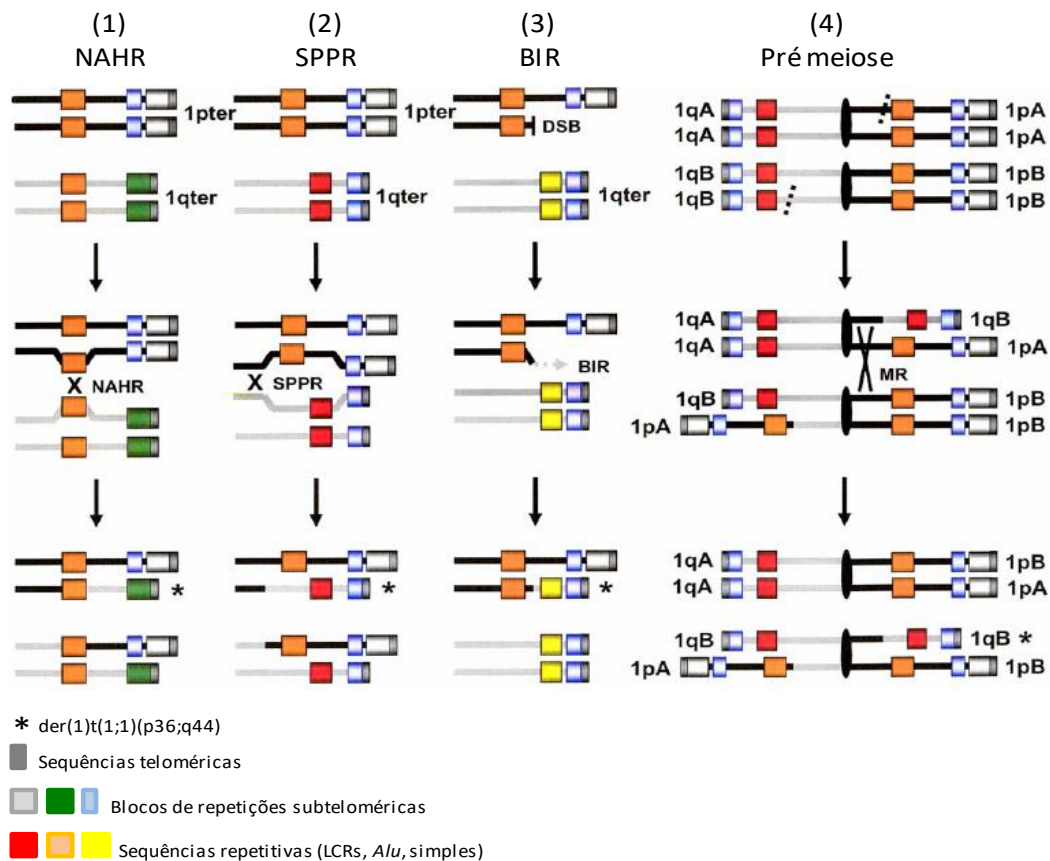 (1) (2) (3) (4)
NAHR SPPR BIR Pré meiose
1pter 1pter DSB 1qA 1pA
1qA 1pA
1qter 1qter 1qter 1qB 1pB
1qB 1pB
1qA 1qB
X NAHR X SPPR BIR 1qA 1pA
MR
1qB 1pB
1pA 1pB
1qA 1pB
* * * 1qA 1pA
1qB 1qB *
1pA 1pB
* der(1)t(1;1)(p36;q44)
Sequências teloméricas
Blocos de repetições subteloméricas
Sequências repetitivas (LCRs, Alu, simples)